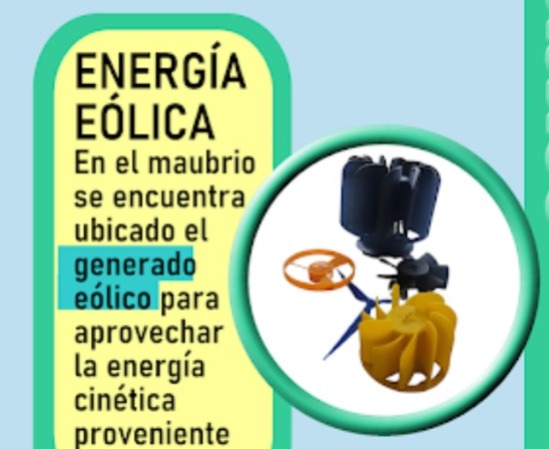 ENERGÍA
EÓLICA
En el maubrio
se encuentra
ubicado el
generado
eólico para
aprovechar
la energía
cinética
proveniente